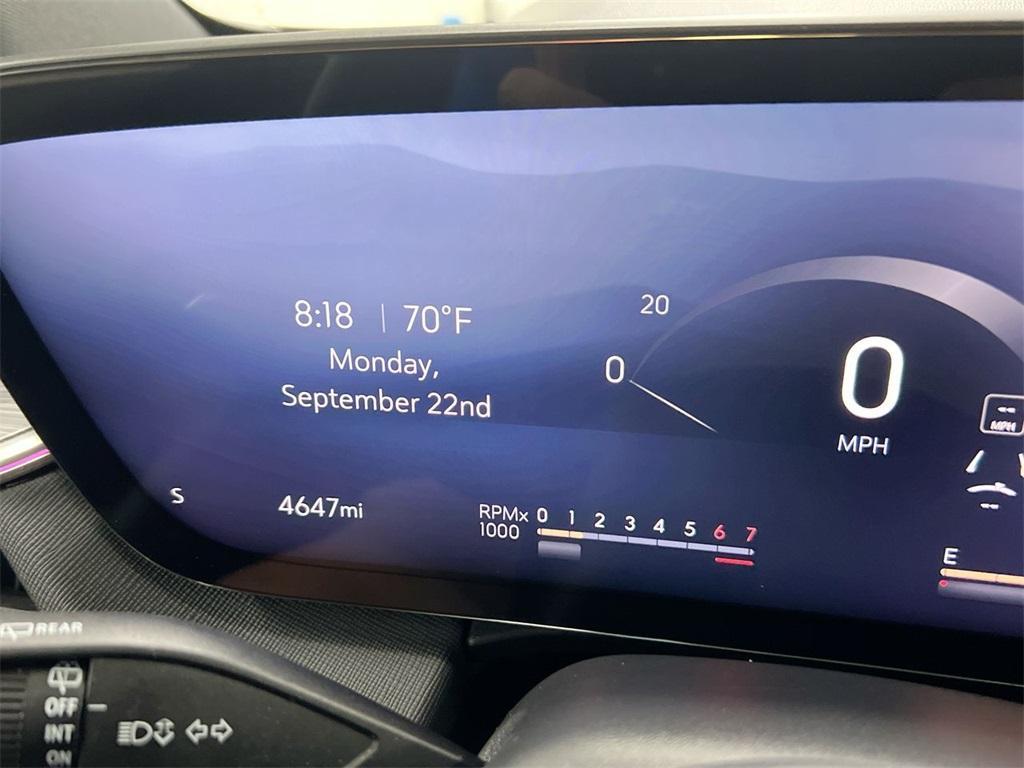 8:18 | 70°F
Monday,
September 22nd
20
0
0
MPH
MPH
S
4647mi
RPMx 0 1 2 3 4 5 6 7
1000
E
REAR
OFF
INT
ON